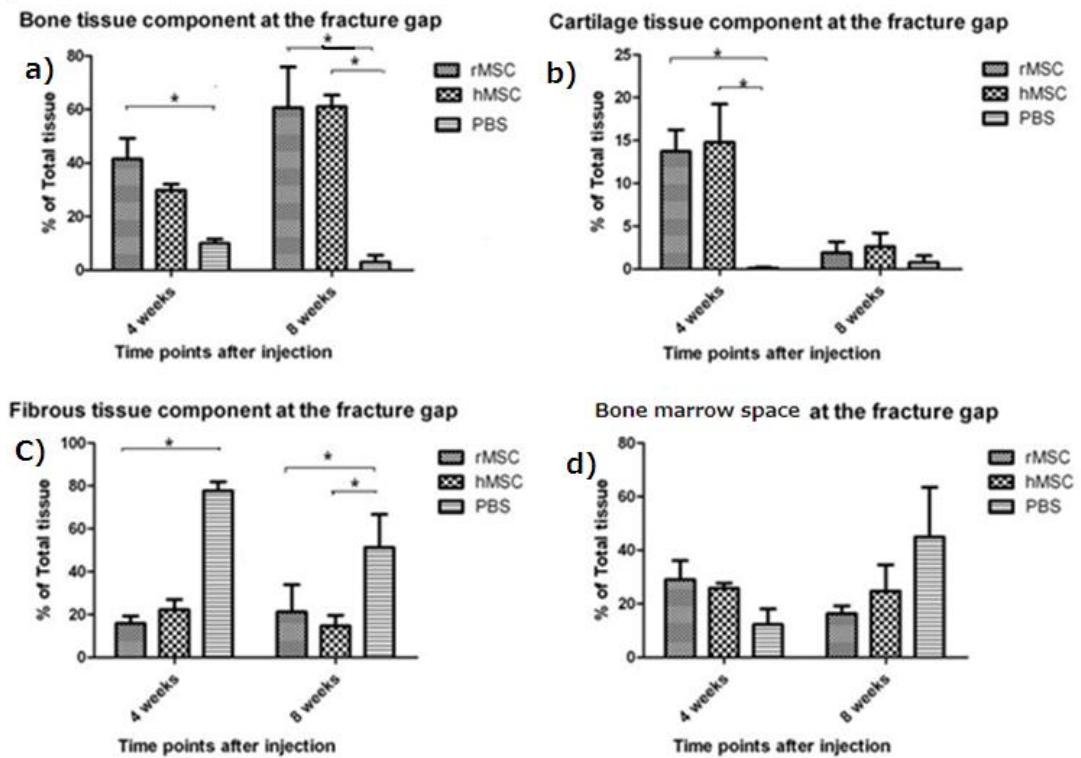 Bone tissue component at the fracture gap
a)
% of Total tissue
80
60
40
20
0
*
*
*
rMSC
hMSC
PBS
4 weeks
8 weeks
Time points after injection
Cartilage tissue component at the fracture gap
b)
% of Total tissue
25
20
15
10
5
0
*
*
rMSC
hMSC
PBS
4 weeks
8 weeks
Time points after injection
Fibrous tissue component at the fracture gap
C)
% of Total tissue
100
80
60
40
20
0
*
*
*
rMSC
hMSC
PBS
4 weeks
8 weeks
Time points after injection
Bone marrow space at the fracture gap
d)
% of Total tissue
80
60
40
20
0
rMSC
hMSC
PBS
4 weeks
8 weeks
Time points after injection